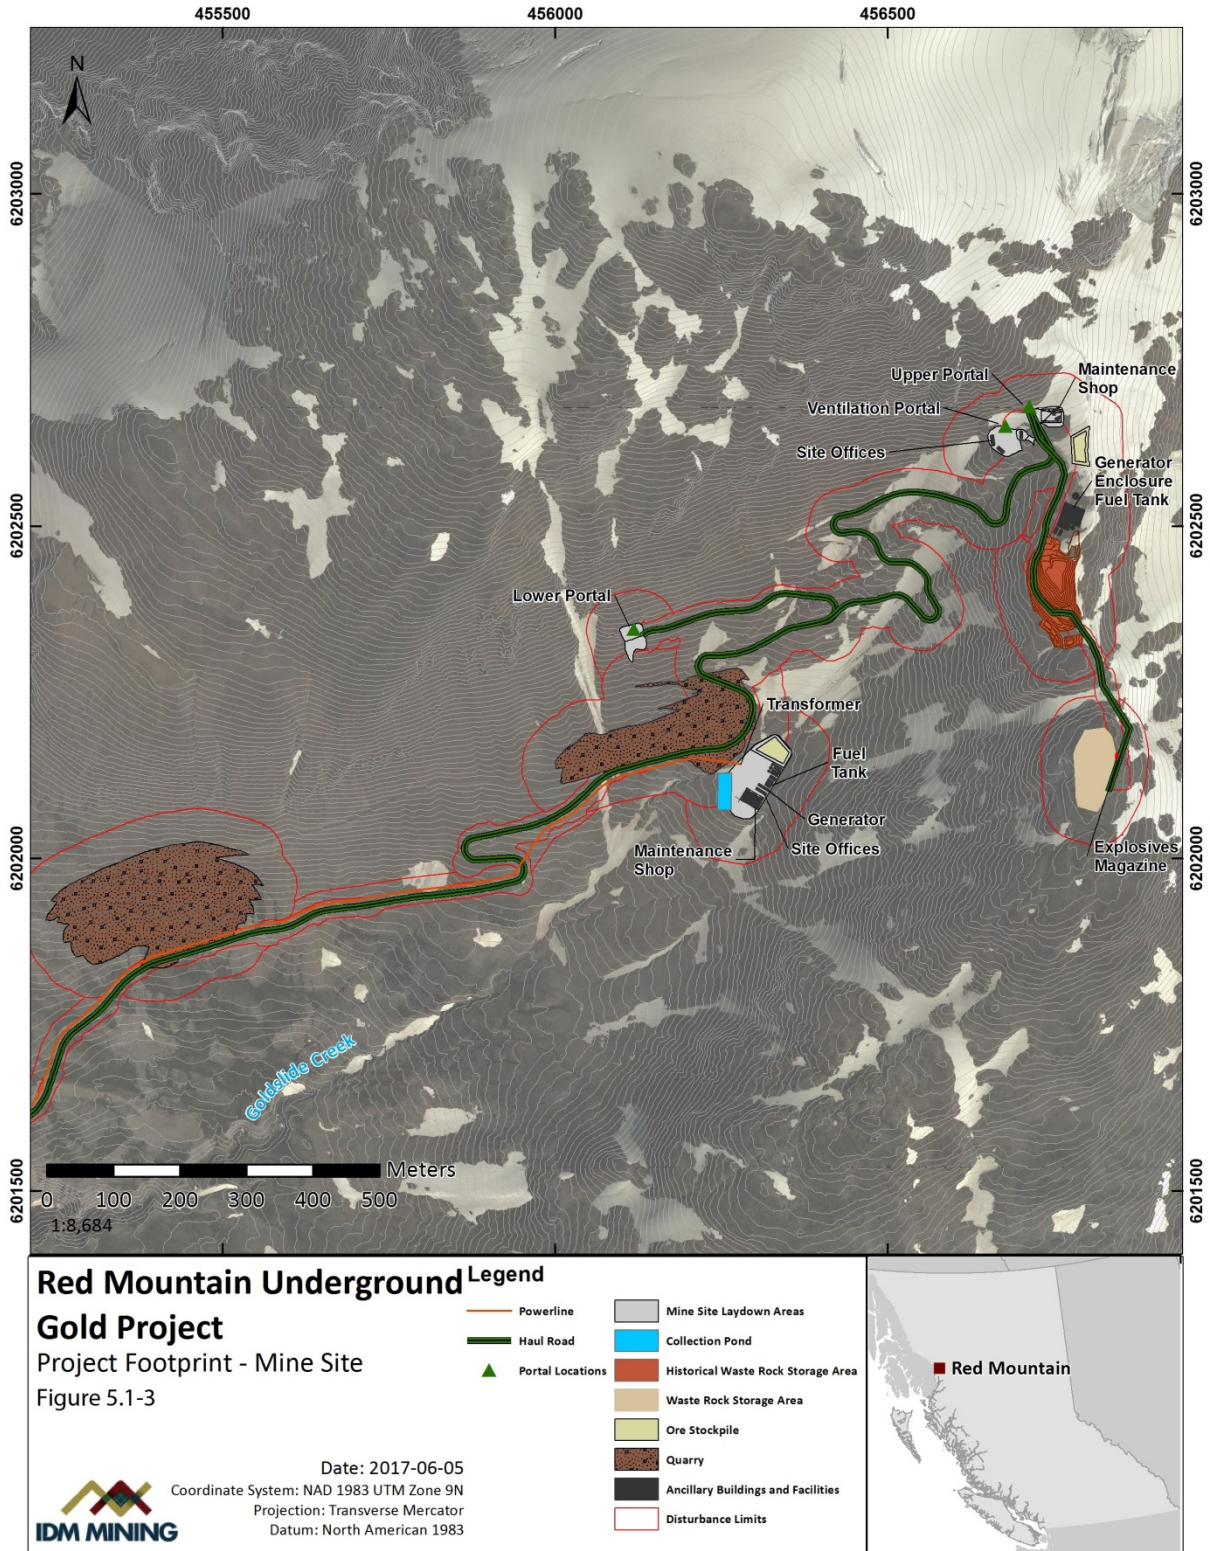 455500
456000
456500
N
6203000
6203000
Upper Portal
Maintenance
Shop
Ventilation Portal
Site Offices
Generator
Enclosure
Fuel Tank
6202500
6202500
Lower Portal
Transformer
Fuel
Tank
Generator
Maintenance
Shop
Site Offices
Explosives
Magazine
6202000
6202000
Goldslide Creek
Meters
0 100 200 300 400 500
1:8,684
6201500
6201500
Red Mountain Underground
Gold Project
Project Footprint - Mine Site
Figure 5.1-3
Date: 2017-06-05
Coordinate System: NAD 1983 UTM Zone 9N
Projection: Transverse Mercator
Datum: North American 1983
IDM MINING
Legend
Powerline
Haul Road
Portal Locations
Mine Site Laydown Areas
Collection Pond
Historical Waste Rock Storage Area
Waste Rock Storage Area
Ore Stockpile
Quarry
Ancillary Buildings and Facilities
Disturbance Limits
Red Mountain